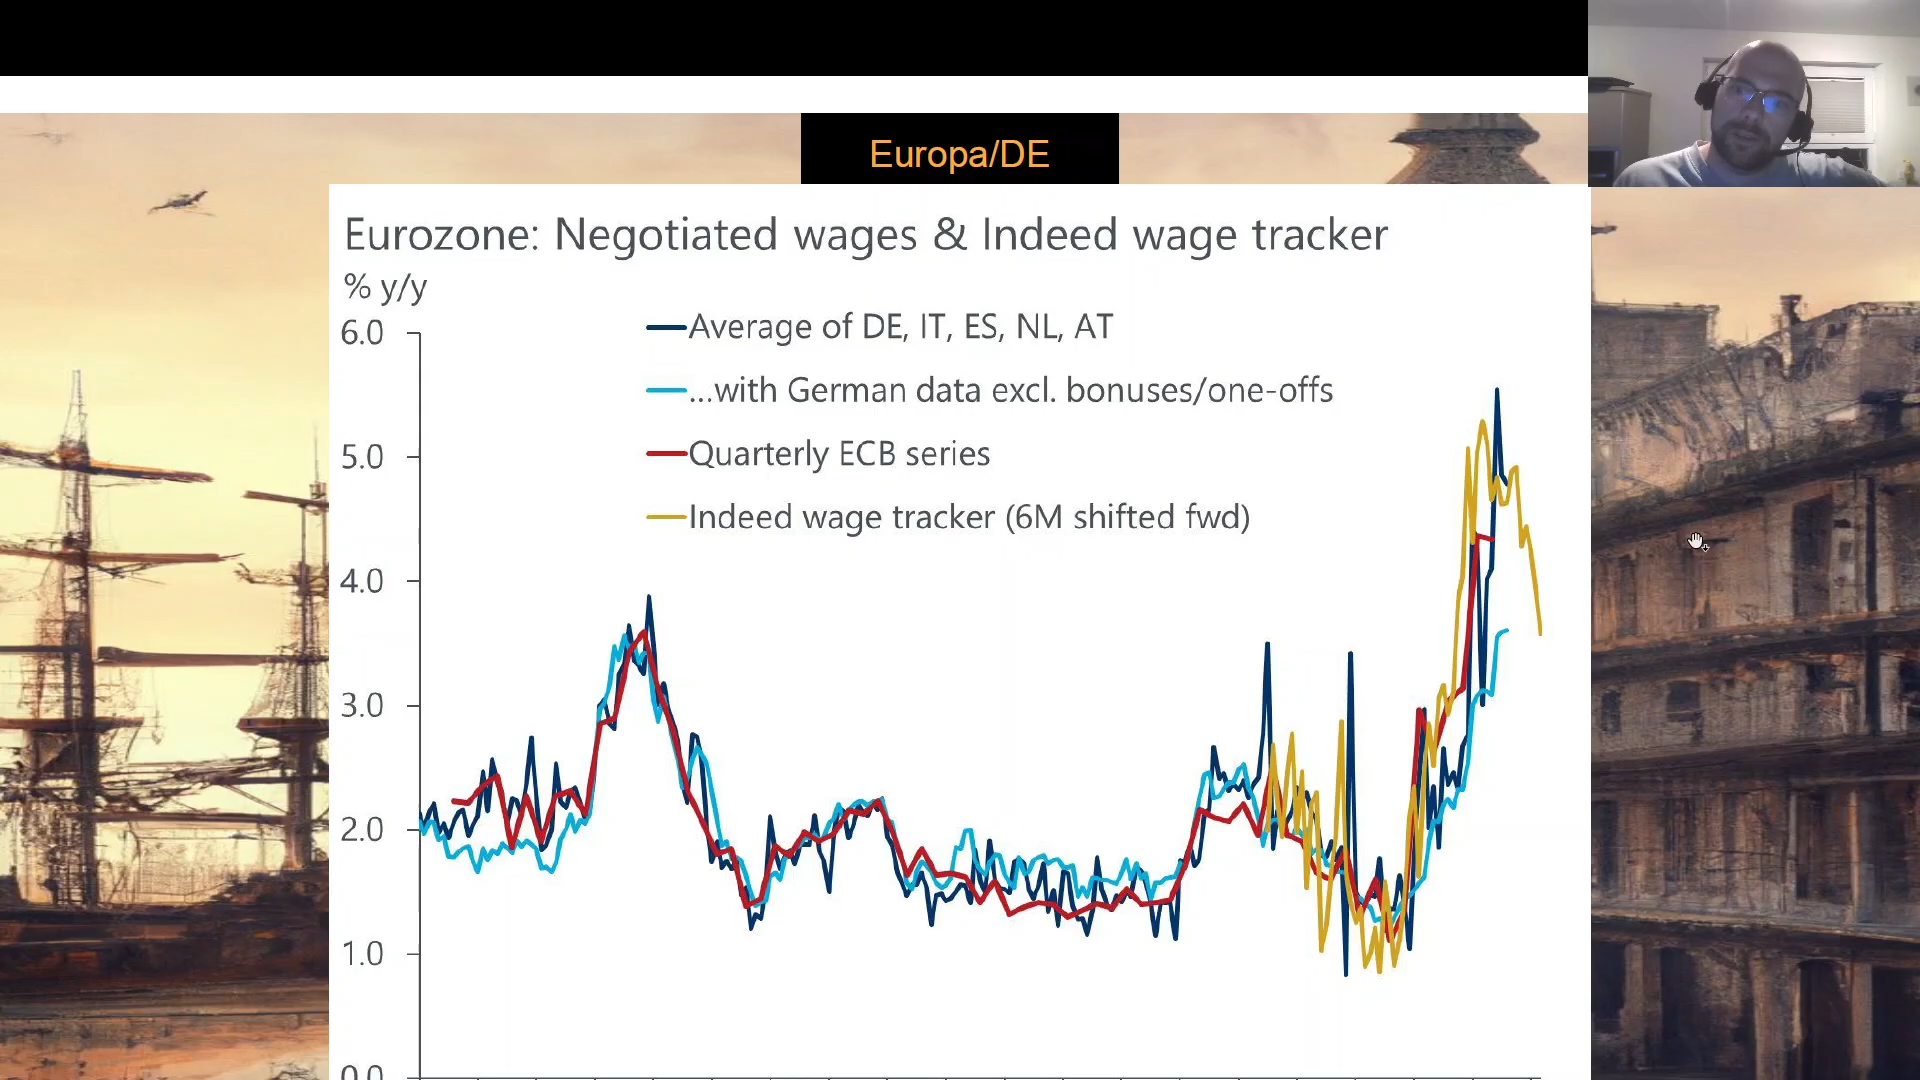 Europa/DE
Eurozone: Negotiated wages & Indeed wage tracker
% y/y
Average of DE, IT, ES, NL, AT
...with German data excl. bonuses/one-offs
Quarterly ECB series
Indeed wage tracker (6M shifted fwd)
6.0
5.0
4.0
3.0
2.0
1.0
0.0